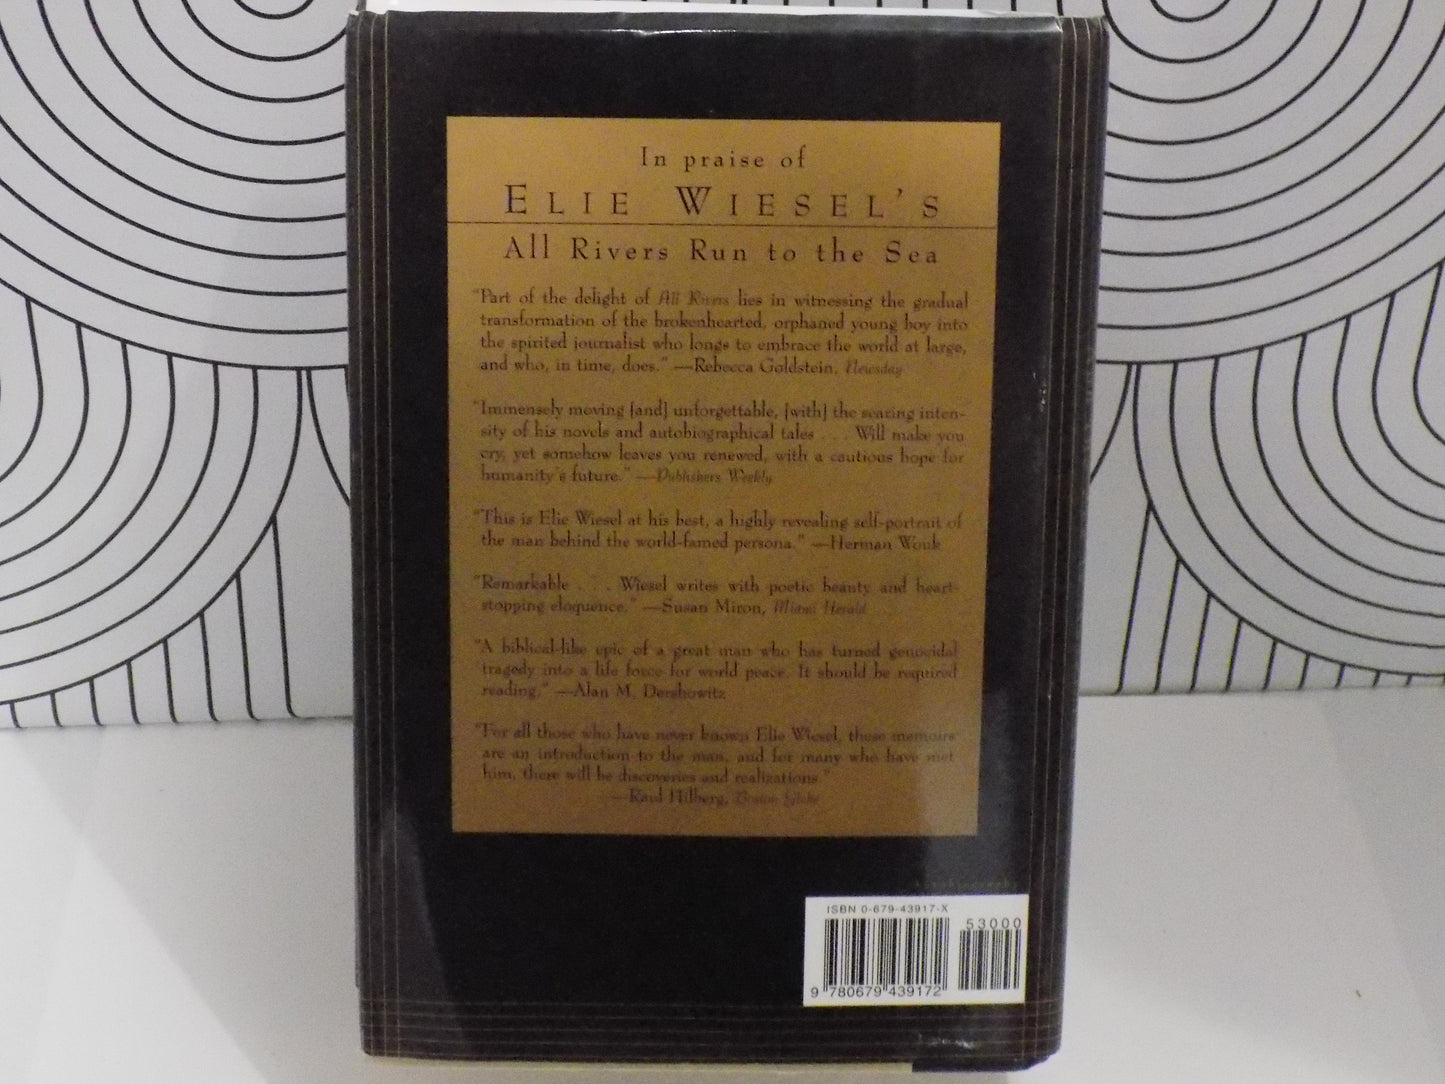 In praise of
ELIE WIESEL'S
All Rivers Run to the Sea
"Part of the delight of All Rivers lies in witnessing the gradual
transformation of the brokenhearted, orphaned young boy into
the spirited journalist who longs to embrace the world at large,
and who, in time, does." —Rebecca Goldstein, Newsday
"Immensely moving [and] unforgettable, [with] the searing inten-
sity of his novels and autobiographical tales . . . Will make you
cry, yet somehow leaves you renewed, with a cautious hope for
humanity's future." —Publishers Weekly
"This is Elie Wiesel at his best, a highly revealing self-portrait of
the man behind the world-famed persona." —Herman Wouk
"Remarkable . . . Wiesel writes with poetic beauty and heart-
stopping eloquence." —Susan Miron, Miami Herald
"A biblical-like epic of a great man who has turned genocidal
tragedy into a life force for world peace. It should be required
reading." —Alan M. Dershowitz
"For all those who have never known Elie Wiesel, these memoirs
are an introduction to the man, and for many who have met
him, there will be discoveries and realizations."
—Raul Hilberg, Boston Globe
ISBN 0-679-43917-X
53000
9 780679 439172